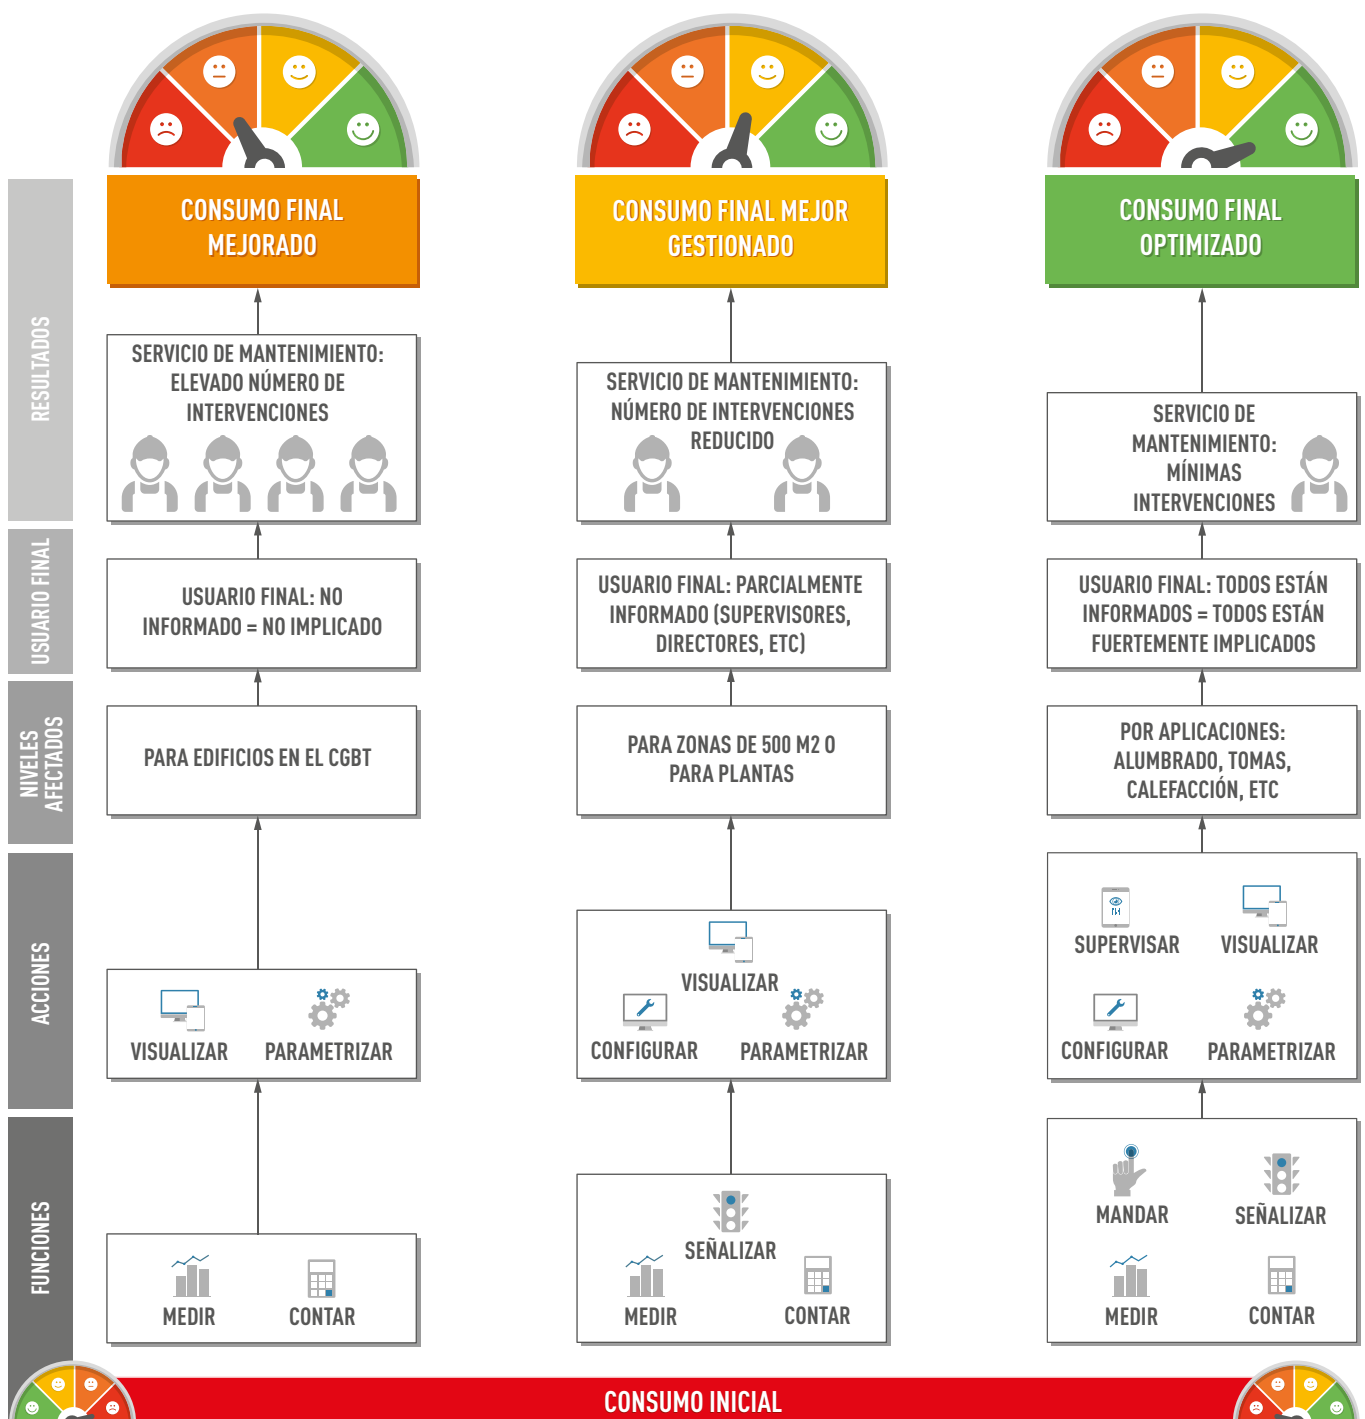 CONSUMO FINAL
MEJORADO
CONSUMO FINAL MEJOR
GESTIONADO
CONSUMO FINAL
OPTIMIZADO
RESULTADOS
SERVICIO DE MANTENIMIENTO:
ELEVADO NÚMERO DE
INTERVENCIONES
SERVICIO DE MANTENIMIENTO:
NÚMERO DE INTERVENCIONES
REDUCIDO
SERVICIO DE
MANTENIMIENTO:
MÍNIMAS
INTERVENCIONES
USUARIO FINAL
USUARIO FINAL: NO
INFORMADO = NO IMPLICADO
USUARIO FINAL: PARCIALMENTE
INFORMADO (SUPERVISORES,
DIRECTORES, ETC)
USUARIO FINAL: TODOS ESTÁN
INFORMADOS = TODOS ESTÁN
FUERTEMENTE IMPLICADOS
NIVELES
AFECTADOS
PARA EDIFICIOS EN EL CGBT
PARA ZONAS DE 500 M2 O
PARA PLANTAS
POR APLICACIONES:
ALUMBRADO, TOMAS,
CALEFACCIÓN, ETC
ACCIONES
VISUALIZAR
PARAMETRIZAR
VISUALIZAR
CONFIGURAR
PARAMETRIZAR
SUPERVISAR
VISUALIZAR
CONFIGURAR
PARAMETRIZAR
FUNCIONES
MEDIR
CONTAR
SEÑALIZAR
MEDIR
CONTAR
MANDAR
SEÑALIZAR
MEDIR
CONTAR
CONSUMO INICIAL